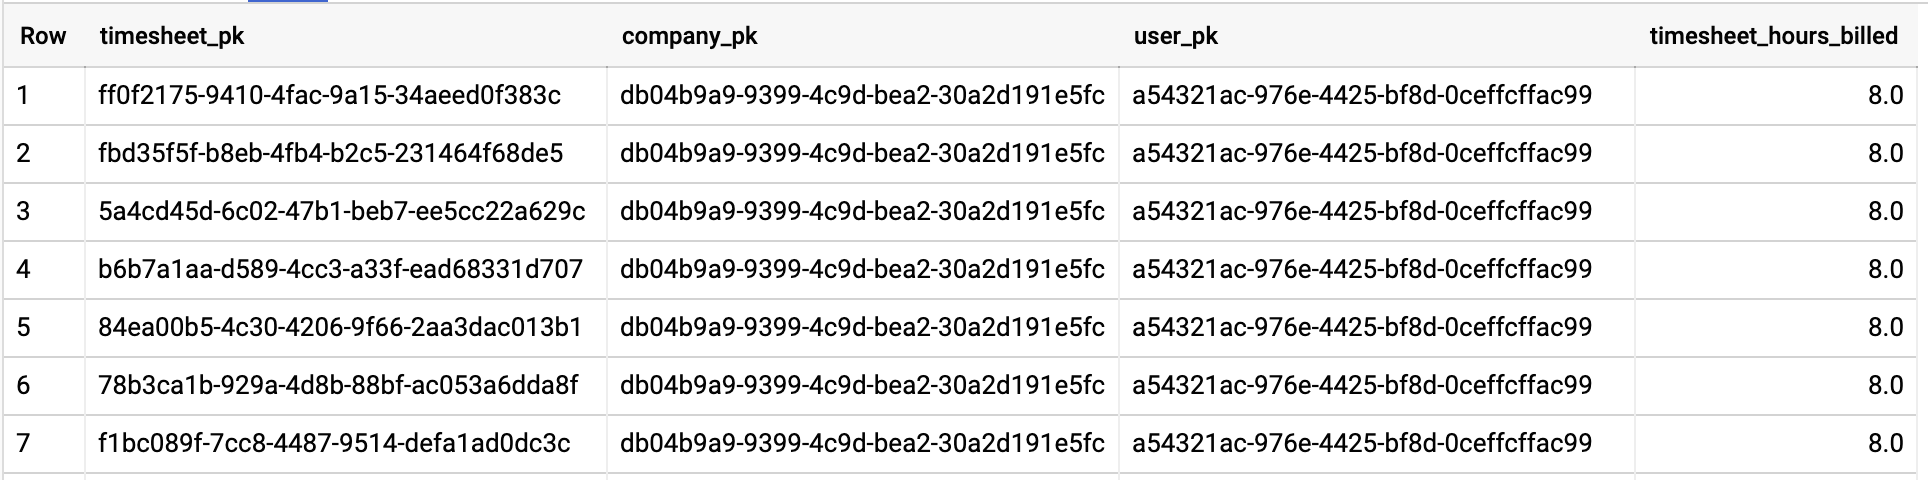 Row timesheet_pk company_pk user_pk timesheet_hours_billed
1 ff0f2175-9410-4fac-9a15-34aeed0f383c db04b9a9-9399-4c9d-bea2-30a2d191e5fc a54321ac-976e-4425-bf8d-0ceffcffac99 8.0
2 fbd35f5f-b8eb-4fb4-b2c5-231464f68de5 db04b9a9-9399-4c9d-bea2-30a2d191e5fc a54321ac-976e-4425-bf8d-0ceffcffac99 8.0
3 5a4cd45d-6c02-47b1-beb7-ee5cc22a629c db04b9a9-9399-4c9d-bea2-30a2d191e5fc a54321ac-976e-4425-bf8d-0ceffcffac99 8.0
4 b6b7a1aa-d589-4cc3-a33f-ead68331d707 db04b9a9-9399-4c9d-bea2-30a2d191e5fc a54321ac-976e-4425-bf8d-0ceffcffac99 8.0
5 84ea00b5-4c30-4206-9f66-2aa3dac013b1 db04b9a9-9399-4c9d-bea2-30a2d191e5fc a54321ac-976e-4425-bf8d-0ceffcffac99 8.0
6 78b3ca1b-929a-4d8b-88bf-ac053a6dda8f db04b9a9-9399-4c9d-bea2-30a2d191e5fc a54321ac-976e-4425-bf8d-0ceffcffac99 8.0
7 f1bc089f-7cc8-4487-9514-defa1ad0dc3c db04b9a9-9399-4c9d-bea2-30a2d191e5fc a54321ac-976e-4425-bf8d-0ceffcffac99 8.0